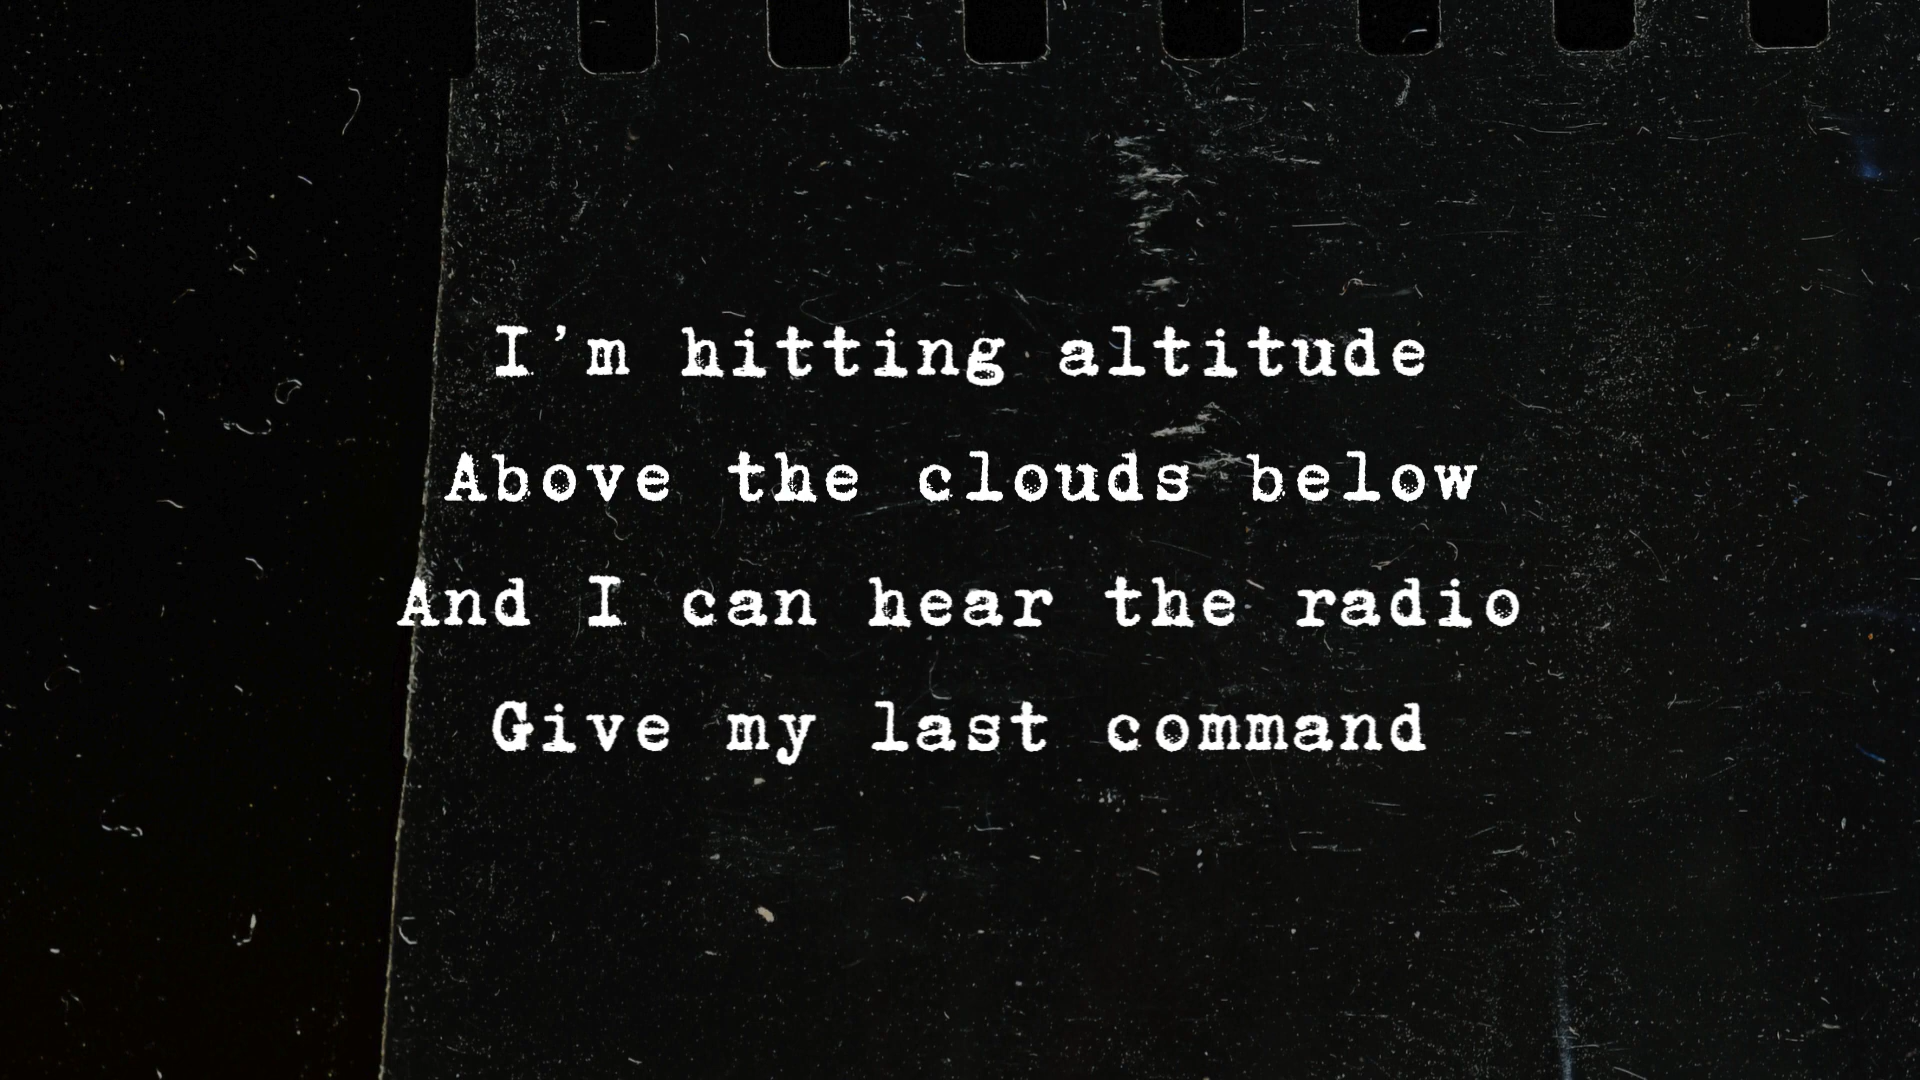 I’m hitting altitude
Above the clouds below
And I can hear the radio
Give my last command